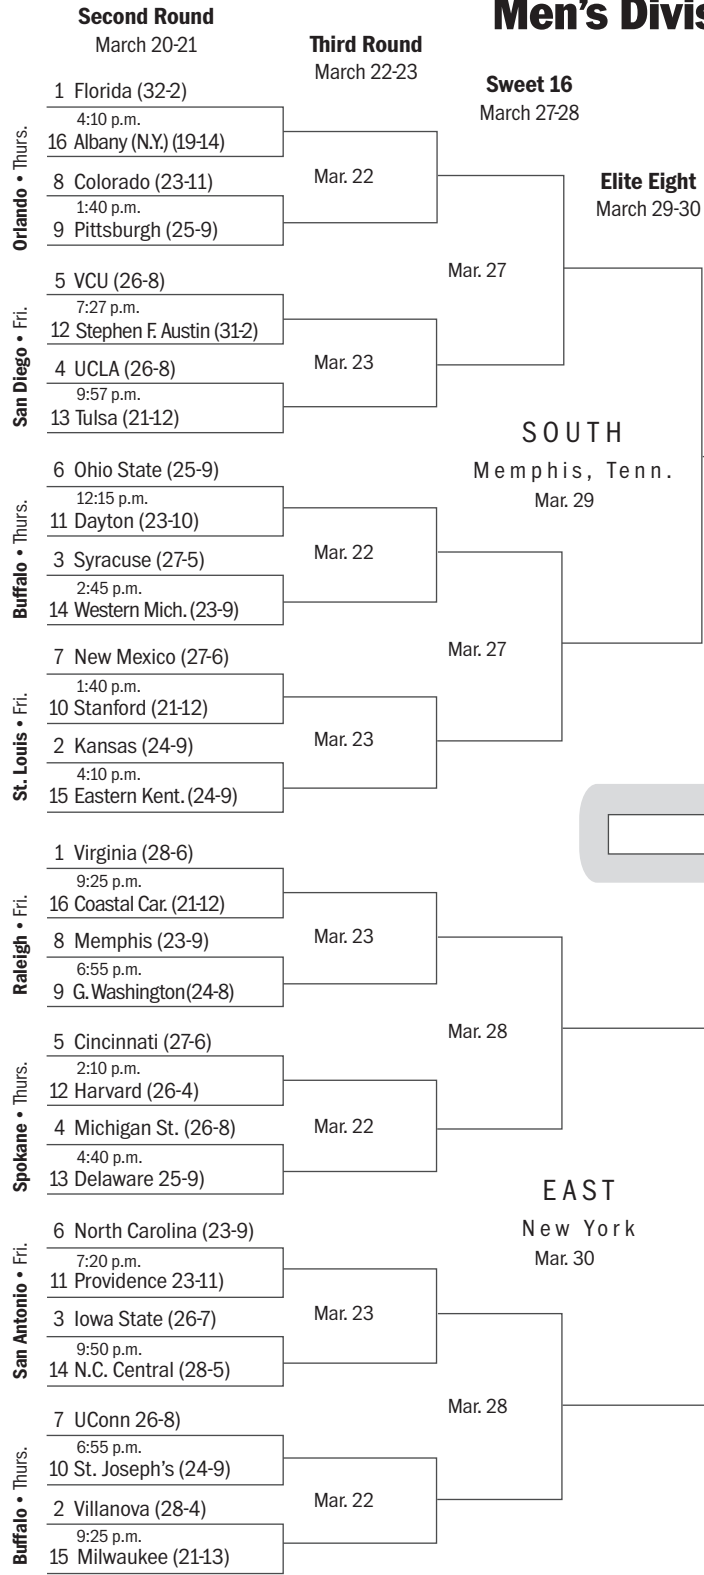 Men's Divis
Second Round
March 20-21
Third Round
March 22-23
Sweet 16
March 27-28
Elite Eight
March 29-30
Orlando • Thurs.
1 Florida (32-2)
4:10 p.m.
16 Albany (N.Y.) (19-14)
Mar. 22
8 Colorado (23-11)
1:40 p.m.
9 Pittsburgh (25-9)
Mar. 27
San Diego • Fri.
5 VCU (26-8)
7:27 p.m.
12 Stephen F. Austin (31-2)
Mar. 23
4 UCLA (26-8)
9:57 p.m.
13 Tulsa (21-12)
SOUTH
Memphis, Tenn.
Mar. 29
Buffalo • Thurs.
6 Ohio State (25-9)
12:15 p.m.
11 Dayton (23-10)
Mar. 22
3 Syracuse (27-5)
2:45 p.m.
14 Western Mich. (23-9)
Mar. 27
St. Louis • Fri.
7 New Mexico (27-6)
1:40 p.m.
10 Stanford (21-12)
Mar. 23
2 Kansas (24-9)
4:10 p.m.
15 Eastern Kent. (24-9)
Raleigh • Fri.
1 Virginia (28-6)
9:25 p.m.
16 Coastal Car. (21-12)
Mar. 23
8 Memphis (23-9)
6:55 p.m.
9 G.Washington(24-8)
Mar. 28
Spokane • Thurs.
5 Cincinnati (27-6)
2:10 p.m.
12 Harvard (26-4)
Mar. 22
4 Michigan St. (26-8)
4:40 p.m.
13 Delaware 25-9)
EAST
New York
Mar. 30
San Antonio • Fri.
6 North Carolina (23-9)
7:20 p.m.
11 Providence 23-11)
Mar. 23
3 Iowa State (26-7)
9:50 p.m.
14 N.C. Central (28-5)
Mar. 28
Buffalo • Thurs.
7 UConn 26-8)
6:55 p.m.
10 St. Joseph's (24-9)
Mar. 22
2 Villanova (28-4)
9:25 p.m.
15 Milwaukee (21-13)